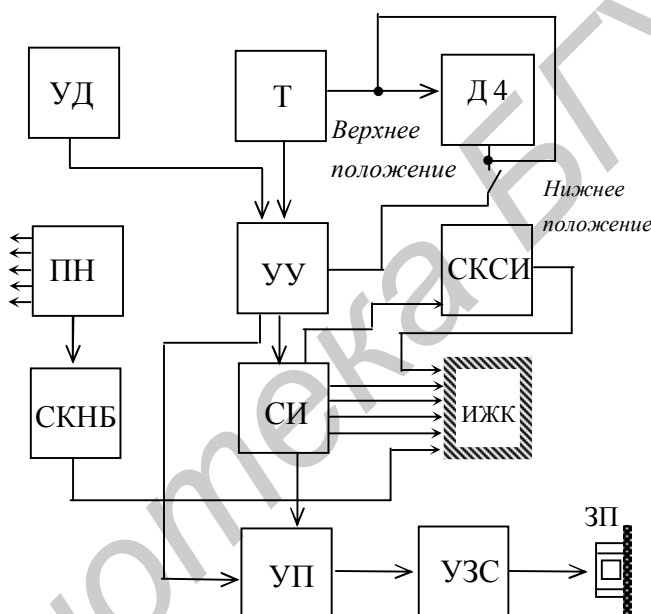 УД
Т
Д 4
Верхнее
положение
Нижнее
положение
ПН
УУ
СКСИ
СКНБ
СИ
ИЖК
ЗП
УП
УЗС